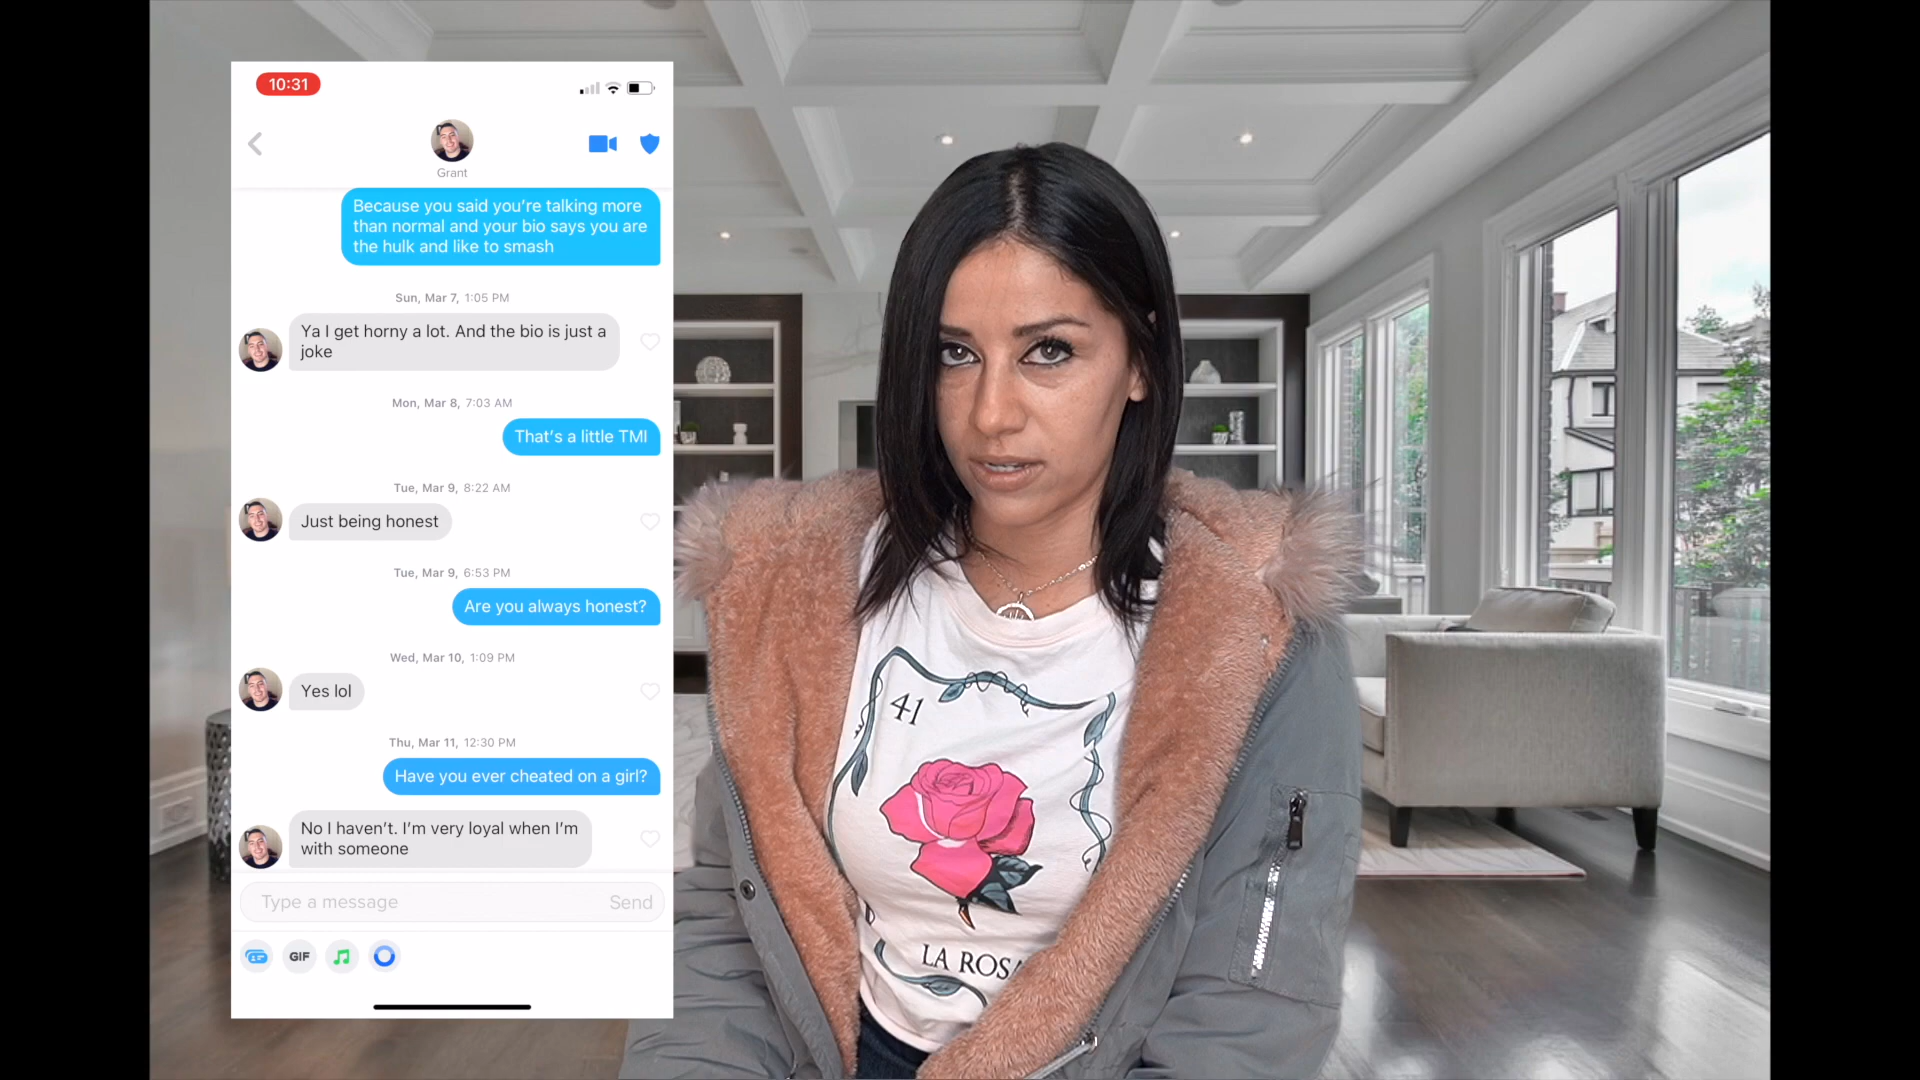 10:31
Grant
Because you said you're talking more
than normal and your bio says you are
the hulk and like to smash
Sun, Mar 7, 1:05 PM
Ya I get horny a lot. And the bio is just a
joke
Mon, Mar 8, 7:03 AM
That's a little TMI
Tue, Mar 9, 8:22 AM
Just being honest
Tue, Mar 9, 6:53 PM
Are you always honest?
Wed, Mar 10, 1:09 PM
Yes lol
Thu, Mar 11, 12:30 PM
Have you ever cheated on a girl?
No I haven't. I'm very loyal when I'm
with someone
Type a message
Send
GIF
41
LA ROSA